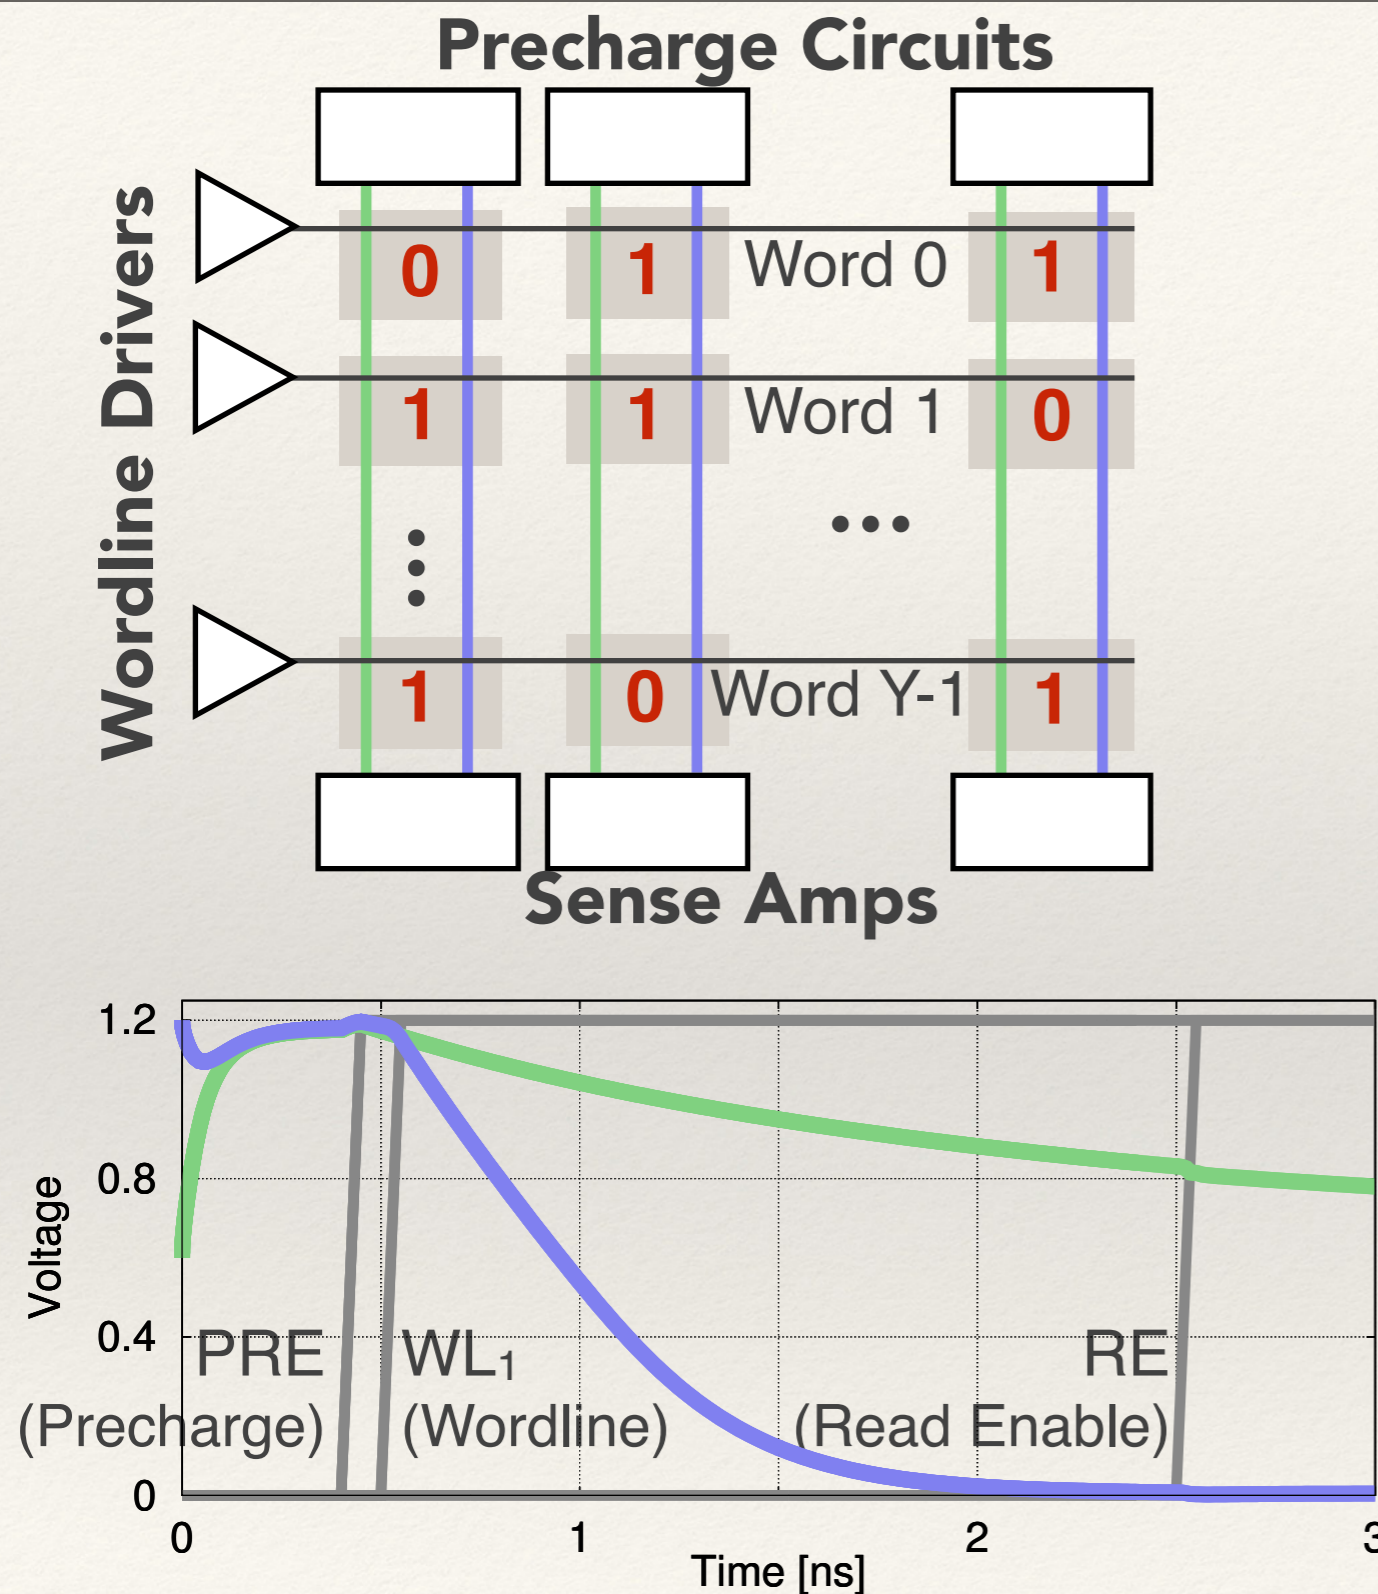 Precharge Circuits
Wordline Drivers
0 1 Word 0 1
1 1 Word 1 0
1 0 Word Y-1 1
Sense Amps
1.2
0.8
0.4
0
Voltage
PRE
(Precharge)
WL₁
(Wordline)
RE
(Read Enable)
0 1 2 3
Time [ns]